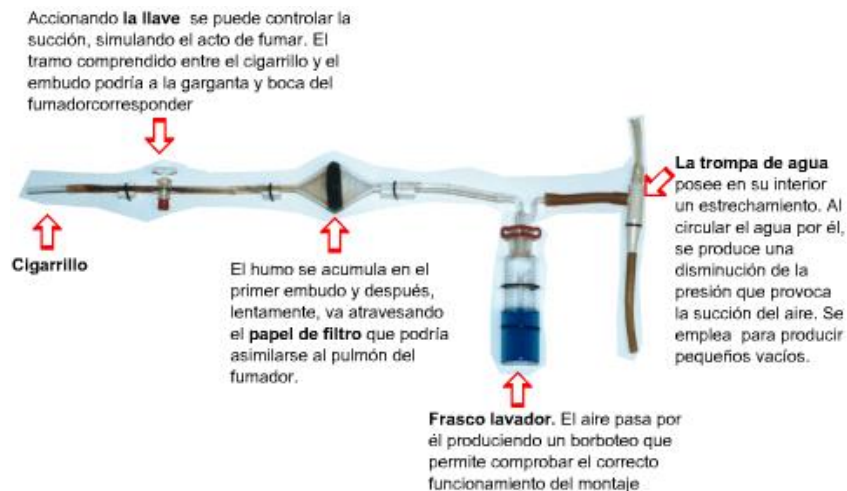 Accionando la llave se puede controlar la
succión, simulando el acto de fumar. El
tramo comprendido entre el cigarrillo y el
embudo podría a la garganta y boca del
fumadorcorresponder
La trompa de agua
posee en su interior
un estrechamiento. Al
circular el agua por él,
se produce una
disminución de la
presión que provoca
la succión del aire. Se
emplea para producir
pequeños vacíos.
Cigarrillo
El humo se acumula en el
primer embudo y después,
lentamente, va atravesando
el papel de filtro que podría
asimilarse al pulmón del
fumador.
Frasco lavador. El aire pasa por
él produciendo un borboteo que
permite comprobar el correcto
funcionamiento del montaje